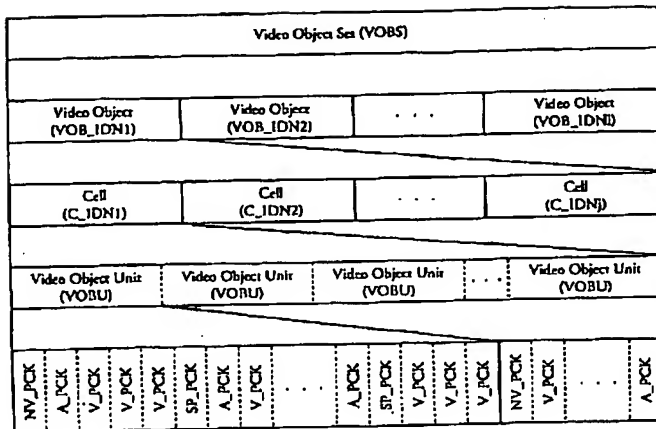 Video Object Set (VOBS)
Video Object Video Object . . . Video Object
(VOB_IDN1) (VOB_IDN2) (VOB_IDNi)
Cell Cell . . . Cell
(C_IDN1) (C_IDN2) (C_IDNj)
Video Object Unit Video Object Unit Video Object Unit . . . Video Object Unit
(VOBU) (VOBU) (VOBU) (VOBU)
NV_PCK A_PCK V_PCK V_PCK V_PCK SP_PCK A_PCK V_PCK . . . A_PCK SP_PCK V_PCK V_PCK V_PCK NV_PCK V_PCK . . . A_PCK